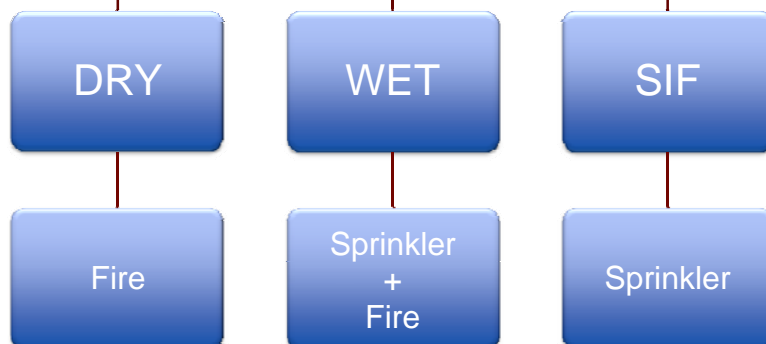 DRY
WET
SIF
Fire
Sprinkler
+
Fire
Sprinkler